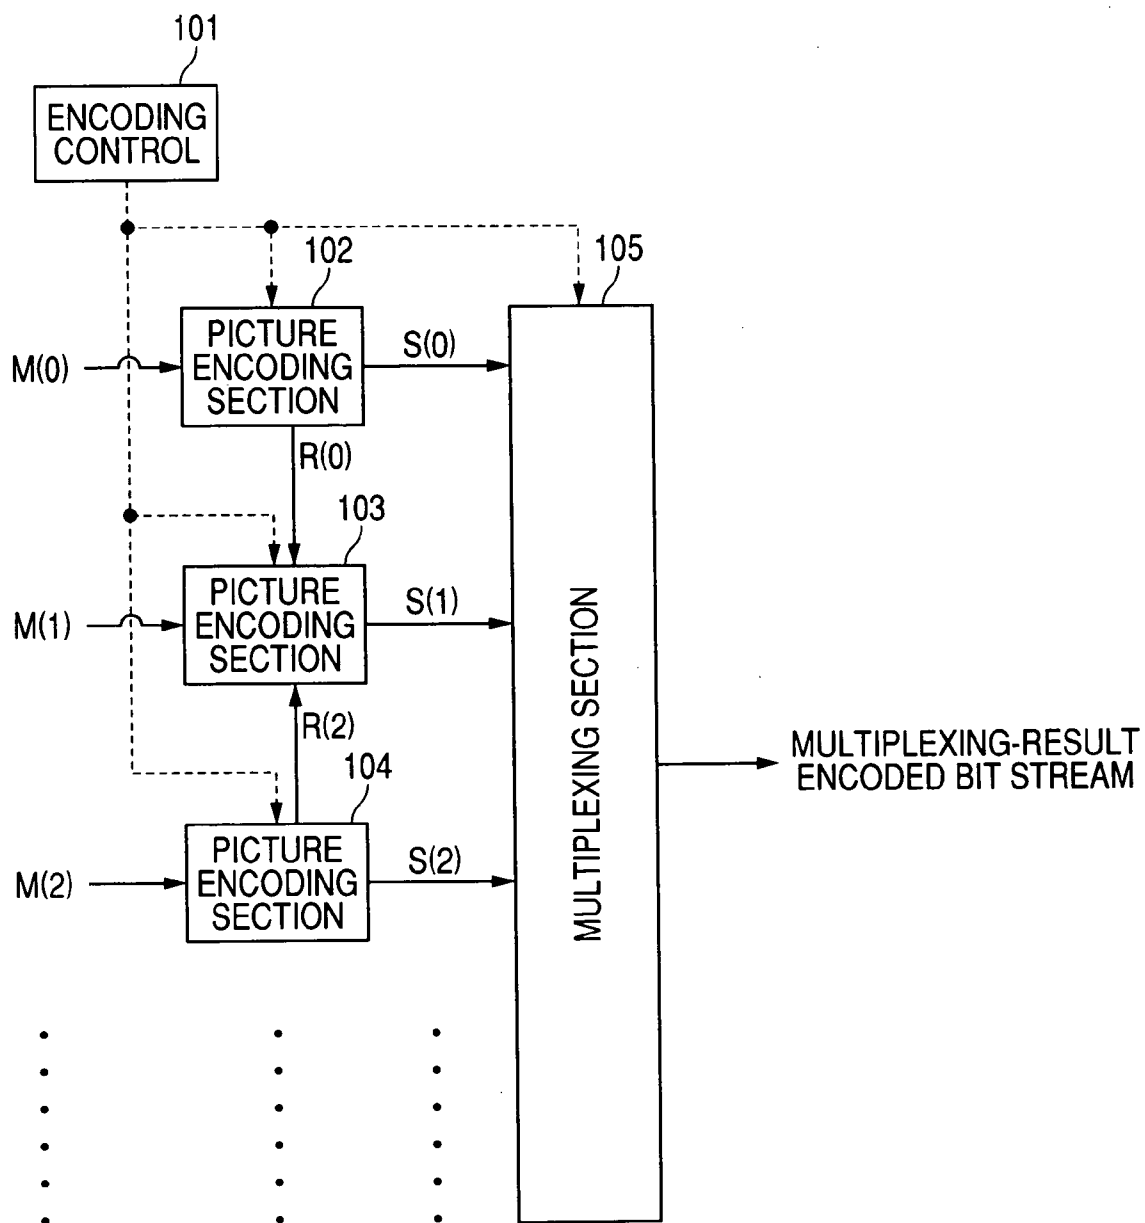 101
ENCODING
CONTROL
102
105
PICTURE
ENCODING
SECTION
M(0)
S(0)
R(0)
103
PICTURE
ENCODING
SECTION
M(1)
S(1)
R(2)
104
PICTURE
ENCODING
SECTION
M(2)
S(2)
MULTIPLEXING SECTION
MULTIPLEXING-RESULT
ENCODED BIT STREAM